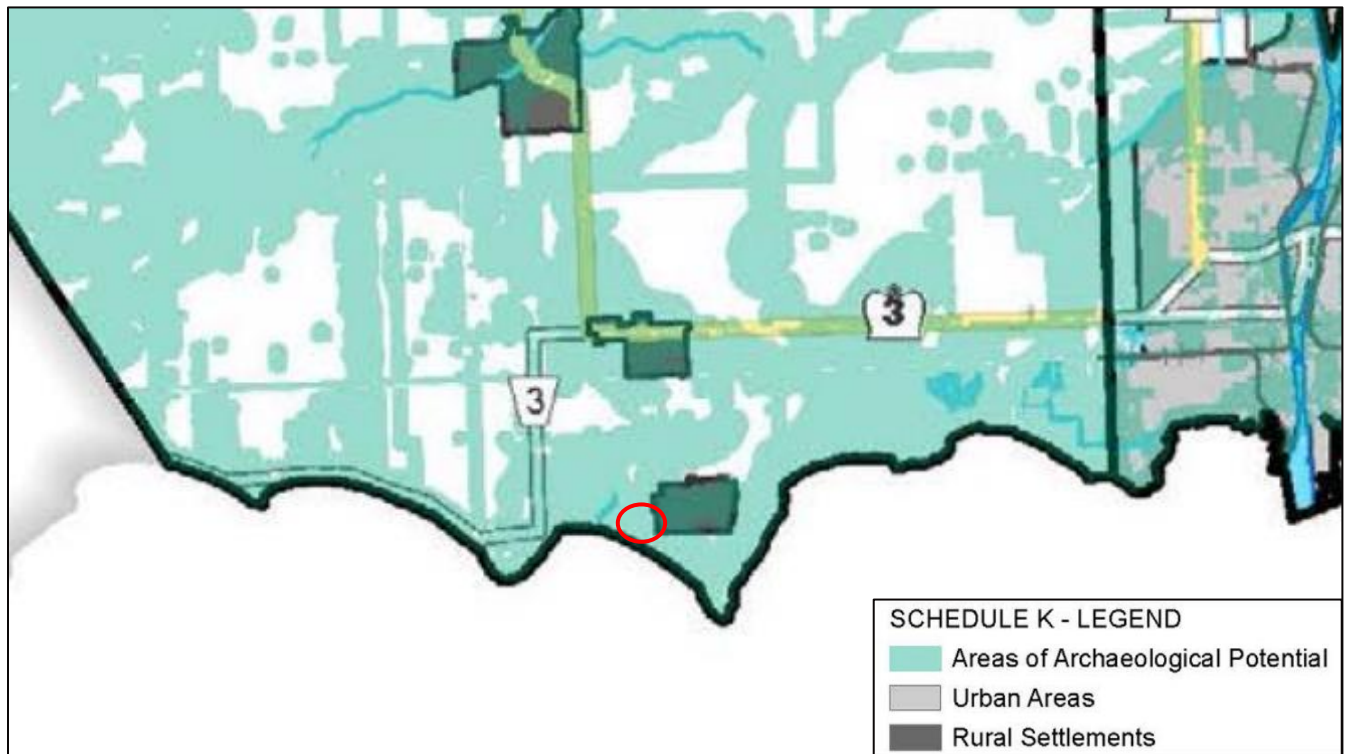 3
3
SCHEDULE K - LEGEND
Areas of Archaeological Potential
Urban Areas
Rural Settlements